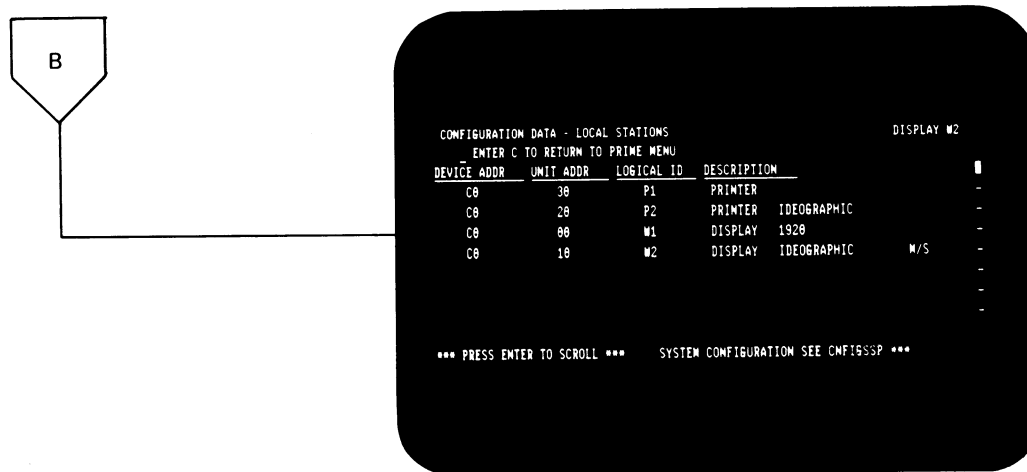 B
CONFIGURATION DATA - LOCAL STATIONS DISPLAY W2
_ ENTER C TO RETURN TO PRIME MENU
DEVICE ADDR UNIT ADDR LOGICAL ID DESCRIPTION
C0 30 P1 PRINTER
C0 20 P2 PRINTER IDEOGRAPHIC
C0 00 W1 DISPLAY 1920
C0 10 W2 DISPLAY IDEOGRAPHIC M/S
*** PRESS ENTER TO SCROLL *** SYSTEM CONFIGURATION SEE CNFIGSSP ***